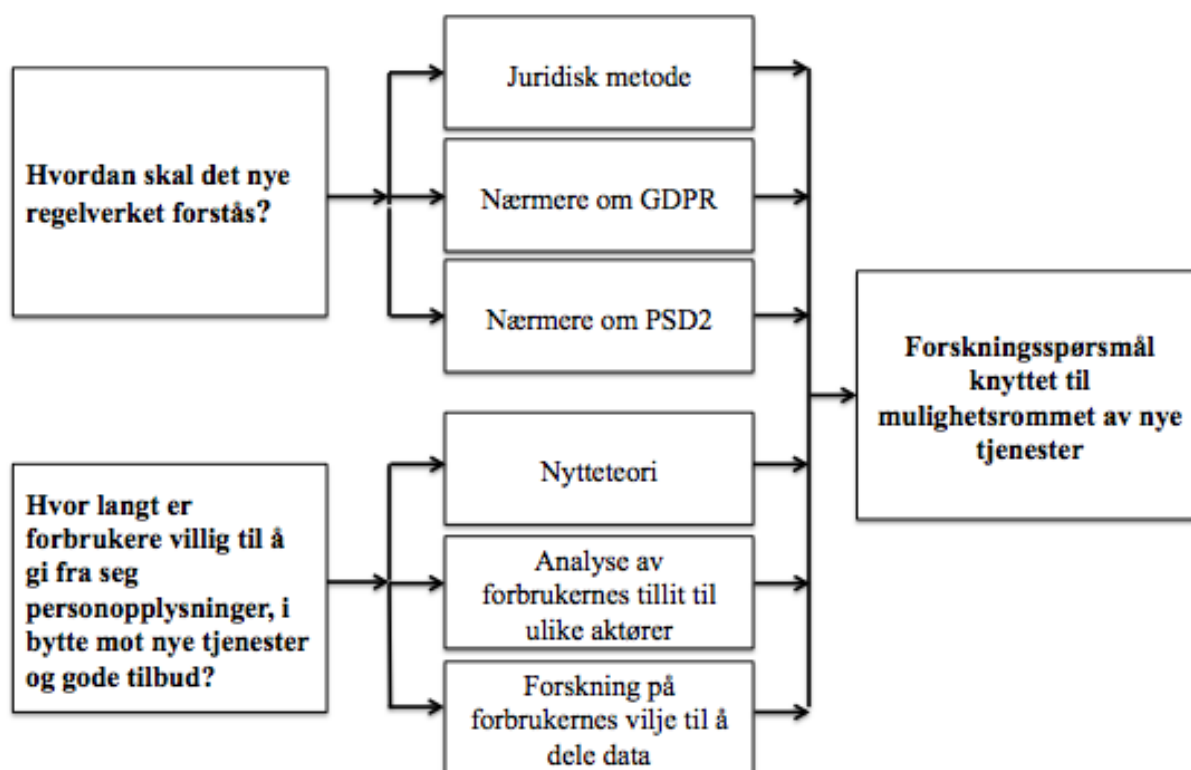 Hvordan skal det nye
regelverket forstås?
Juridisk metode
Nærmere om GDPR
Nærmere om PSD2
Hvor langt er
forbrukere villig til å
gi fra seg
personopplysninger, i
bytte mot nye tjenester
og gode tilbud?
Nytteteori
Analyse av
forbrukernes tillit til
ulike aktører
Forskning på
forbrukernes vilje til å
dele data
Forskningsspørsmål
knyttet til
mulighetsrommet av nye
tjenester